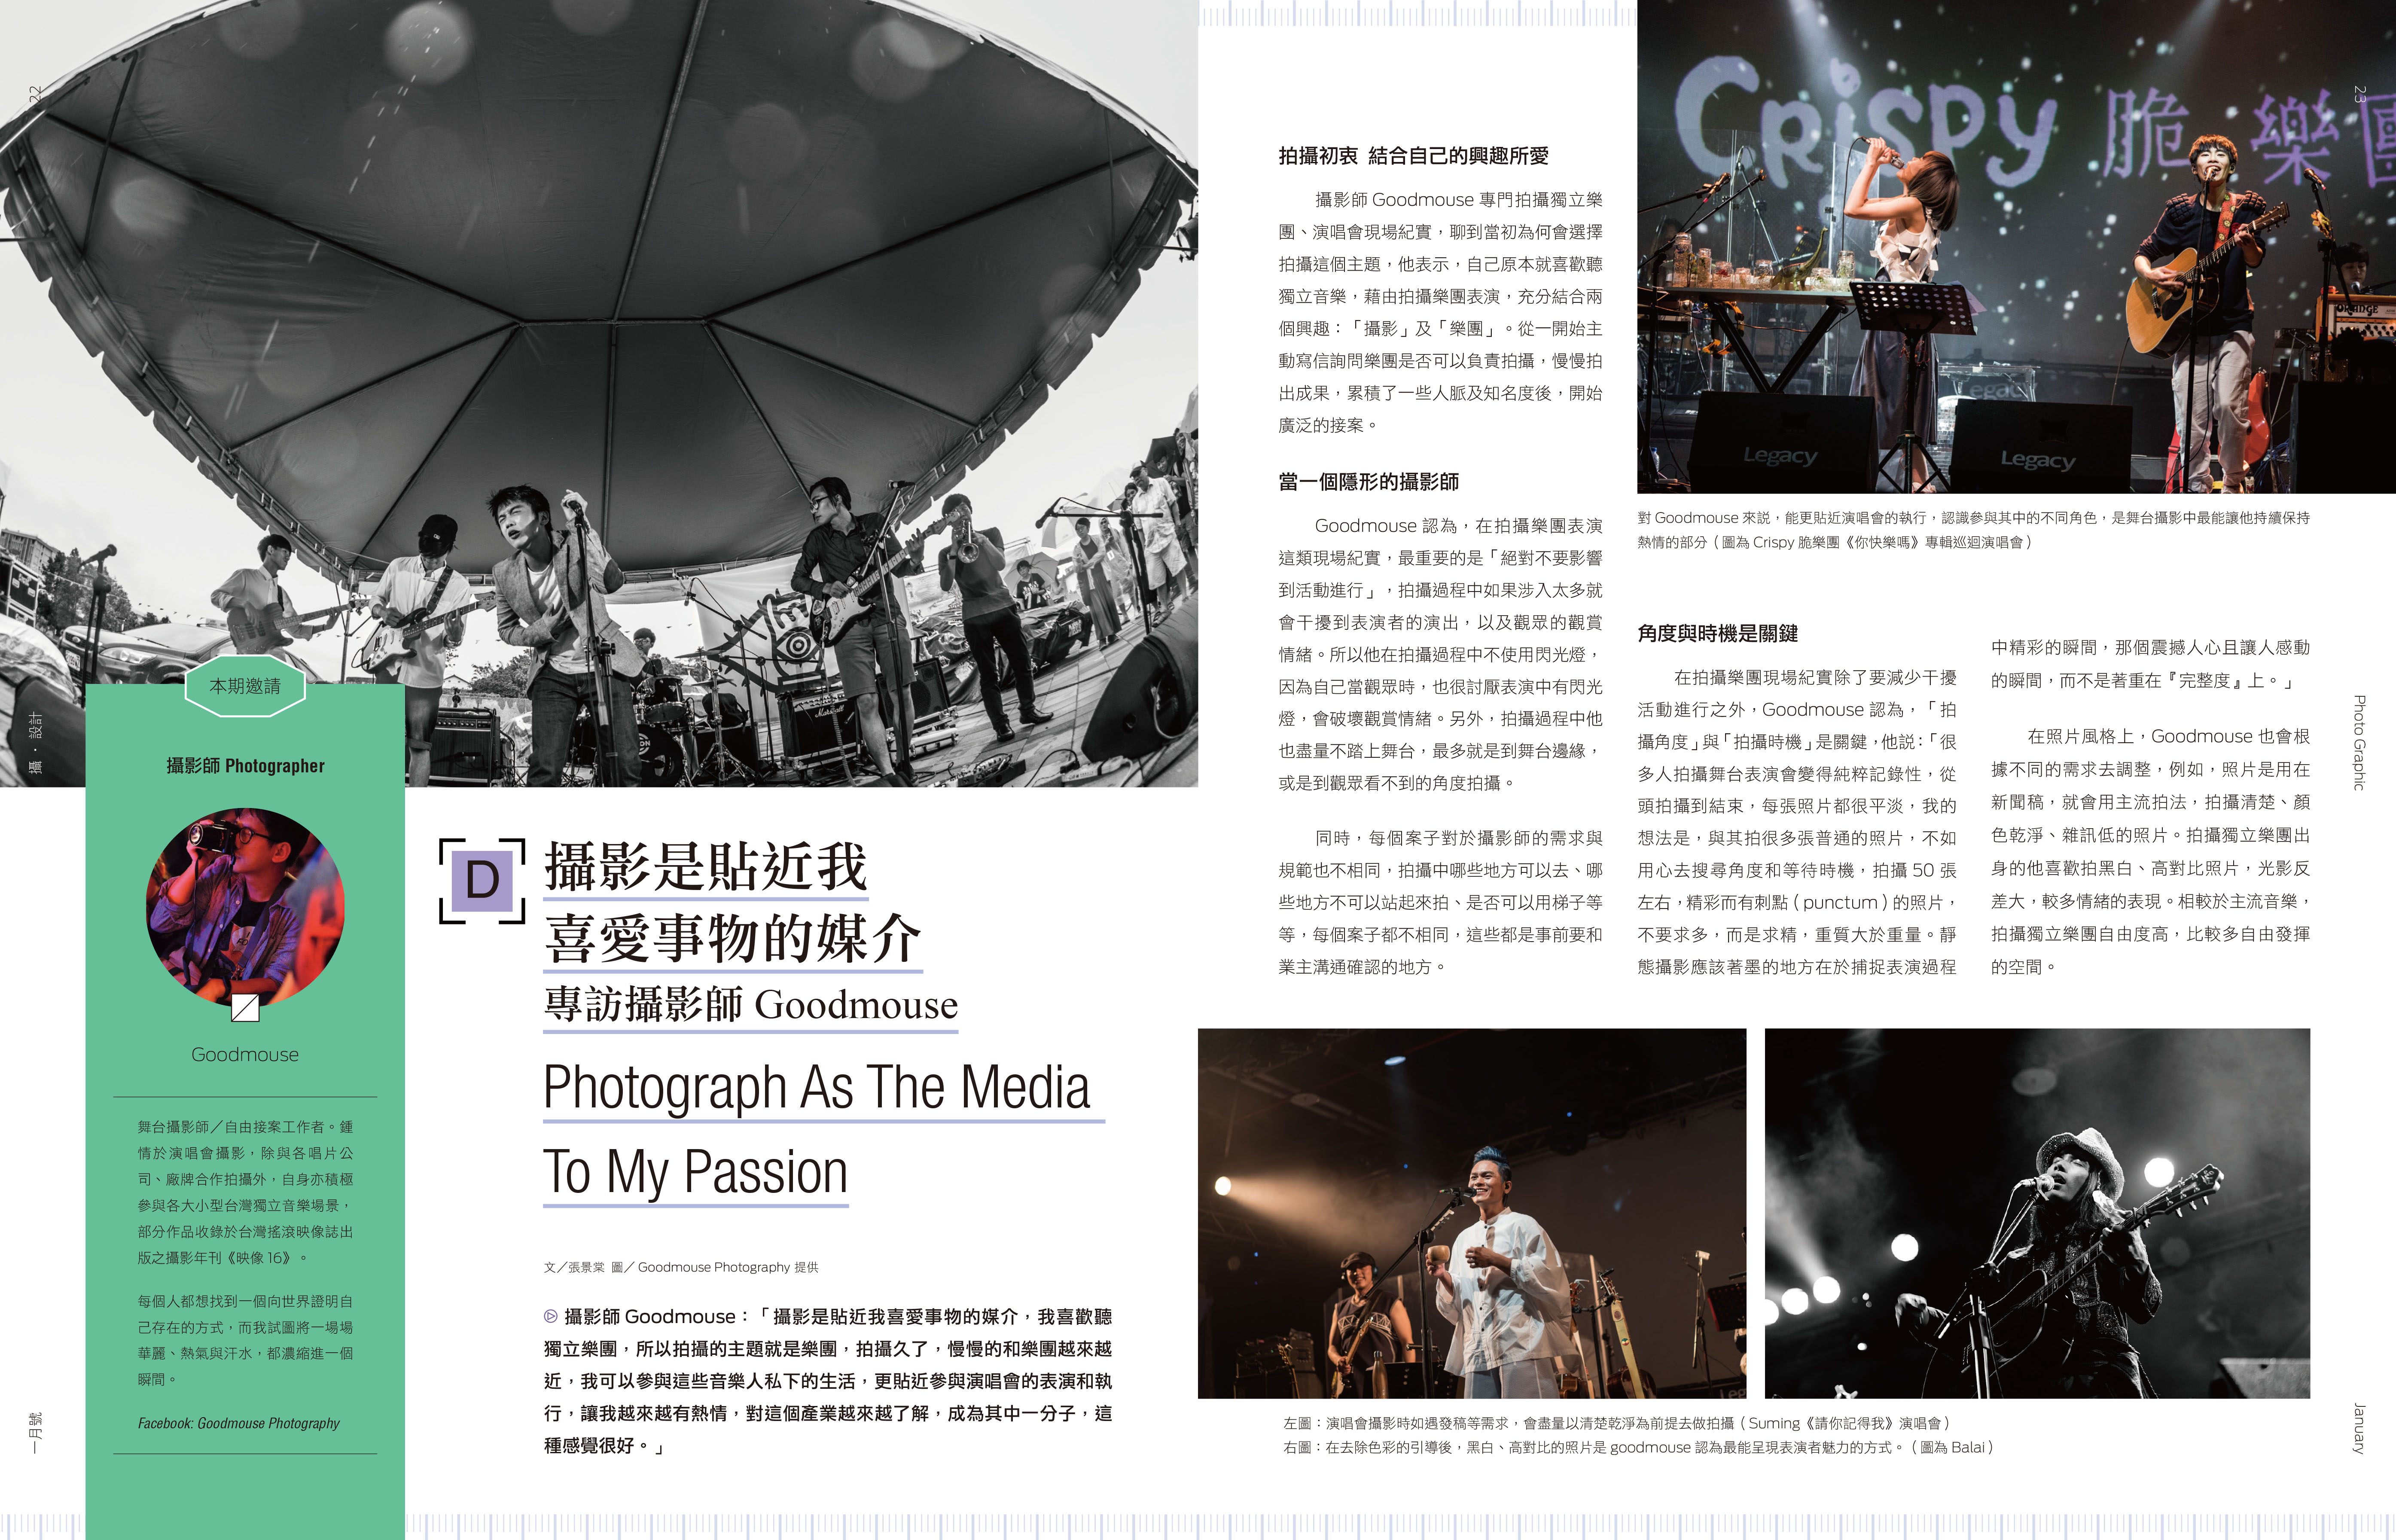 22
攝・設計
一月號
本期邀請
攝影師 Photographer
Goodmouse
舞台攝影師／自由接案工作者。鍾
情於演唱會攝影，除與各唱片公
司、廠牌合作拍攝外，自身亦積極
參與各大小型台灣獨立音樂場景，
部分作品收錄於台灣搖滾映像誌出
版之攝影年刊《映像 16》。
每個人都想找到一個向世界證明自
己存在的方式，而我試圖將一場場
華麗、熱氣與汗水，都濃縮進一個
瞬間。
Facebook: Goodmouse Photography
Marshall
D
攝影是貼近我
喜愛事物的媒介
專訪攝影師 Goodmouse
Photograph As The Media
To My Passion
文／張景棠 圖／ Goodmouse Photography 提供
攝影師 Goodmouse：「攝影是貼近我喜愛事物的媒介，我喜歡聽
獨立樂團，所以拍攝的主題就是樂團，拍攝久了，慢慢的和樂團越來越
近，我可以參與這些音樂人私下的生活，更貼近參與演唱會的表演和執
行，讓我越來越有熱情，對這個產業越來越了解，成為其中一分子，這
種感覺很好。」
拍攝初衷 結合自己的興趣所愛
攝影師 Goodmouse 專門拍攝獨立樂
團、演唱會現場紀實，聊到當初為何會選擇
拍攝這個主題，他表示，自己原本就喜歡聽
獨立音樂，藉由拍攝樂團表演，充分結合兩
個興趣：「攝影」及「樂團」。從一開始主
動寫信詢問樂團是否可以負責拍攝，慢慢拍
出成果，累積了一些人脈及知名度後，開始
廣泛的接案。
當一個隱形的攝影師
Goodmouse 認為，在拍攝樂團表演
這類現場紀實，最重要的是「絕對不要影響
到活動進行」，拍攝過程中如果涉入太多就
會干擾到表演者的演出，以及觀眾的觀賞
情緒。所以他在拍攝過程中不使用閃光燈，
因為自己當觀眾時，也很討厭表演中有閃光
燈，會破壞觀賞情緒。另外，拍攝過程中他
也盡量不踏上舞台，最多就是到舞台邊緣，
或是到觀眾看不到的角度拍攝。
同時，每個案子對於攝影師的需求與
規範也不相同，拍攝中哪些地方可以去、哪
些地方不可以站起來拍、是否可以用梯子等
等，每個案子都不相同，這些都是事前要和
業主溝通確認的地方。
Crispy 脆樂團
ORANGE
Legacy
Legacy
Legacy
對 Goodmouse 來說，能更貼近演唱會的執行，認識參與其中的不同角色，是舞台攝影中最能讓他持續保持
熱情的部分（圖為 Crispy 脆樂團《你快樂嗎》專輯巡迴演唱會）
角度與時機是關鍵
在拍攝樂團現場紀實除了要減少干擾
活動進行之外，Goodmouse 認為，「拍
攝角度」與「拍攝時機」是關鍵，他說：「很
多人拍攝舞台表演會變得純粹記錄性，從
頭拍攝到結束，每張照片都很平淡，我的
想法是，與其拍很多張普通的照片，不如
用心去搜尋角度和等待時機，拍攝 50 張
左右，精彩而有刺點（punctum）的照片，
不要求多，而是求精，重質大於重量。靜
態攝影應該著墨的地方在於捕捉表演過程
中精彩的瞬間，那個震撼人心且讓人感動
的瞬間，而不是著重在『完整度』上。」
在照片風格上，Goodmouse 也會根
據不同的需求去調整，例如，照片是用在
新聞稿，就會用主流拍法，拍攝清楚、顏
色乾淨、雜訊低的照片。拍攝獨立樂團出
身的他喜歡拍黑白、高對比照片，光影反
差大，較多情緒的表現。相較於主流音樂，
拍攝獨立樂團自由度高，比較多自由發揮
的空間。
左圖：演唱會攝影時如遇發稿等需求，會盡量以清楚乾淨為前提去做拍攝（Suming《請你記得我》演唱會）
右圖：在去除色彩的引導後，黑白、高對比的照片是 goodmouse 認為最能呈現表演者魅力的方式。（圖為 Balai）
23
Photo Graphic
January